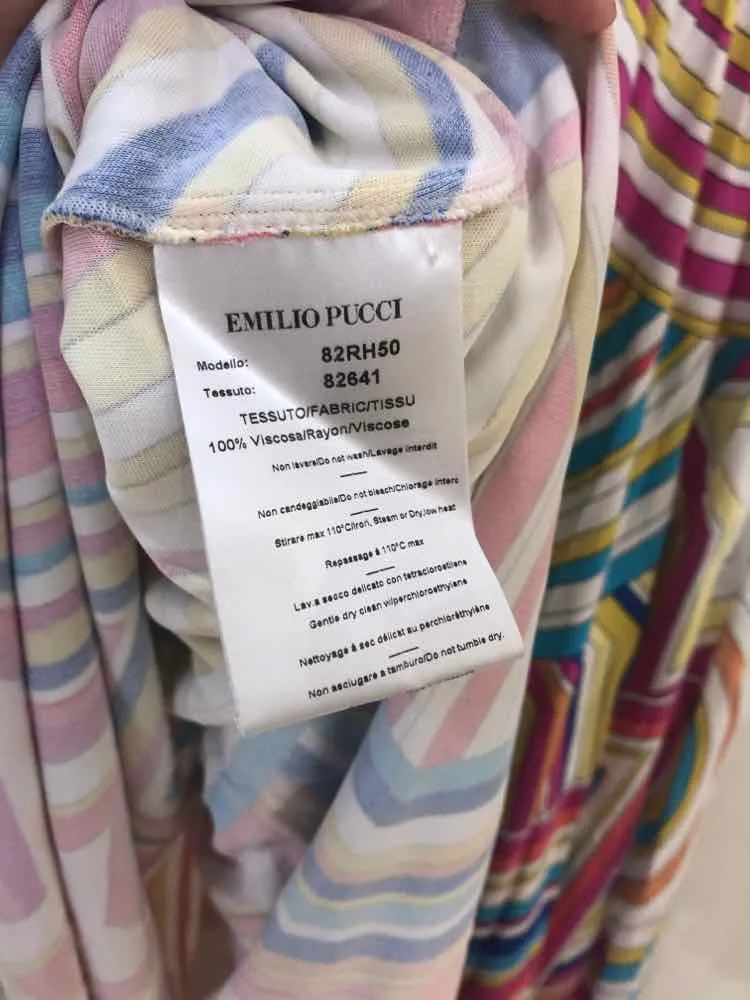 EMILIO PUCCI
Modello: 82RH50
Tessuto: 82641
TESSUTO/FABRIC/TISSU
100% Viscosa/Rayon/Viscose
Non lavare/Do not wash/Lavage interdit
Non candeggiabile/Do not bleach/Chlorage interd
Stirare max 110°C/Iron, Steam or Dry,low heat
Repassage à 110°C max
Lav.a secco delicato con tetracloroetilene
Gentle dry clean w/perchloroethylene
Nettoyage à sec délicat au perchloréthylène
Non asciugare a tamburo/Do not tumble dry.